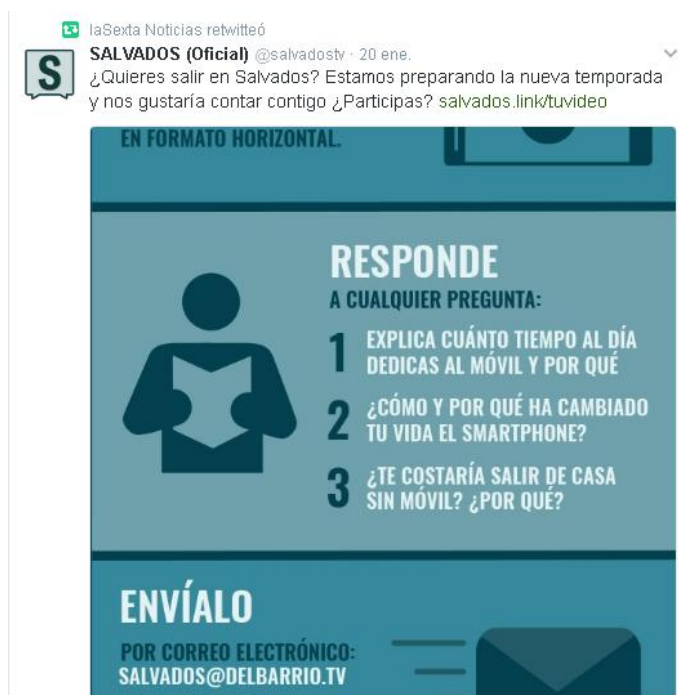 laSexta Noticias retwitteó
SALVADOS (Oficial) @salvadostv · 20 ene.
S
¿Quieres salir en Salvados? Estamos preparando la nueva temporada
y nos gustaría contar contigo ¿Participas? salvados.link/tuvideo
EN FORMATO HORIZONTAL.
RESPONDE
A CUALQUIER PREGUNTA:
1 EXPLICA CUÁNTO TIEMPO AL DÍA
DEDICAS AL MÓVIL Y POR QUÉ
2 ¿CÓMO Y POR QUÉ HA CAMBIADO
TU VIDA EL SMARTPHONE?
3 ¿TE COSTARÍA SALIR DE CASA
SIN MÓVIL? ¿POR QUÉ?
ENVÍALO
POR CORREO ELECTRÓNICO:
SALVADOS@DELBARRIO.TV